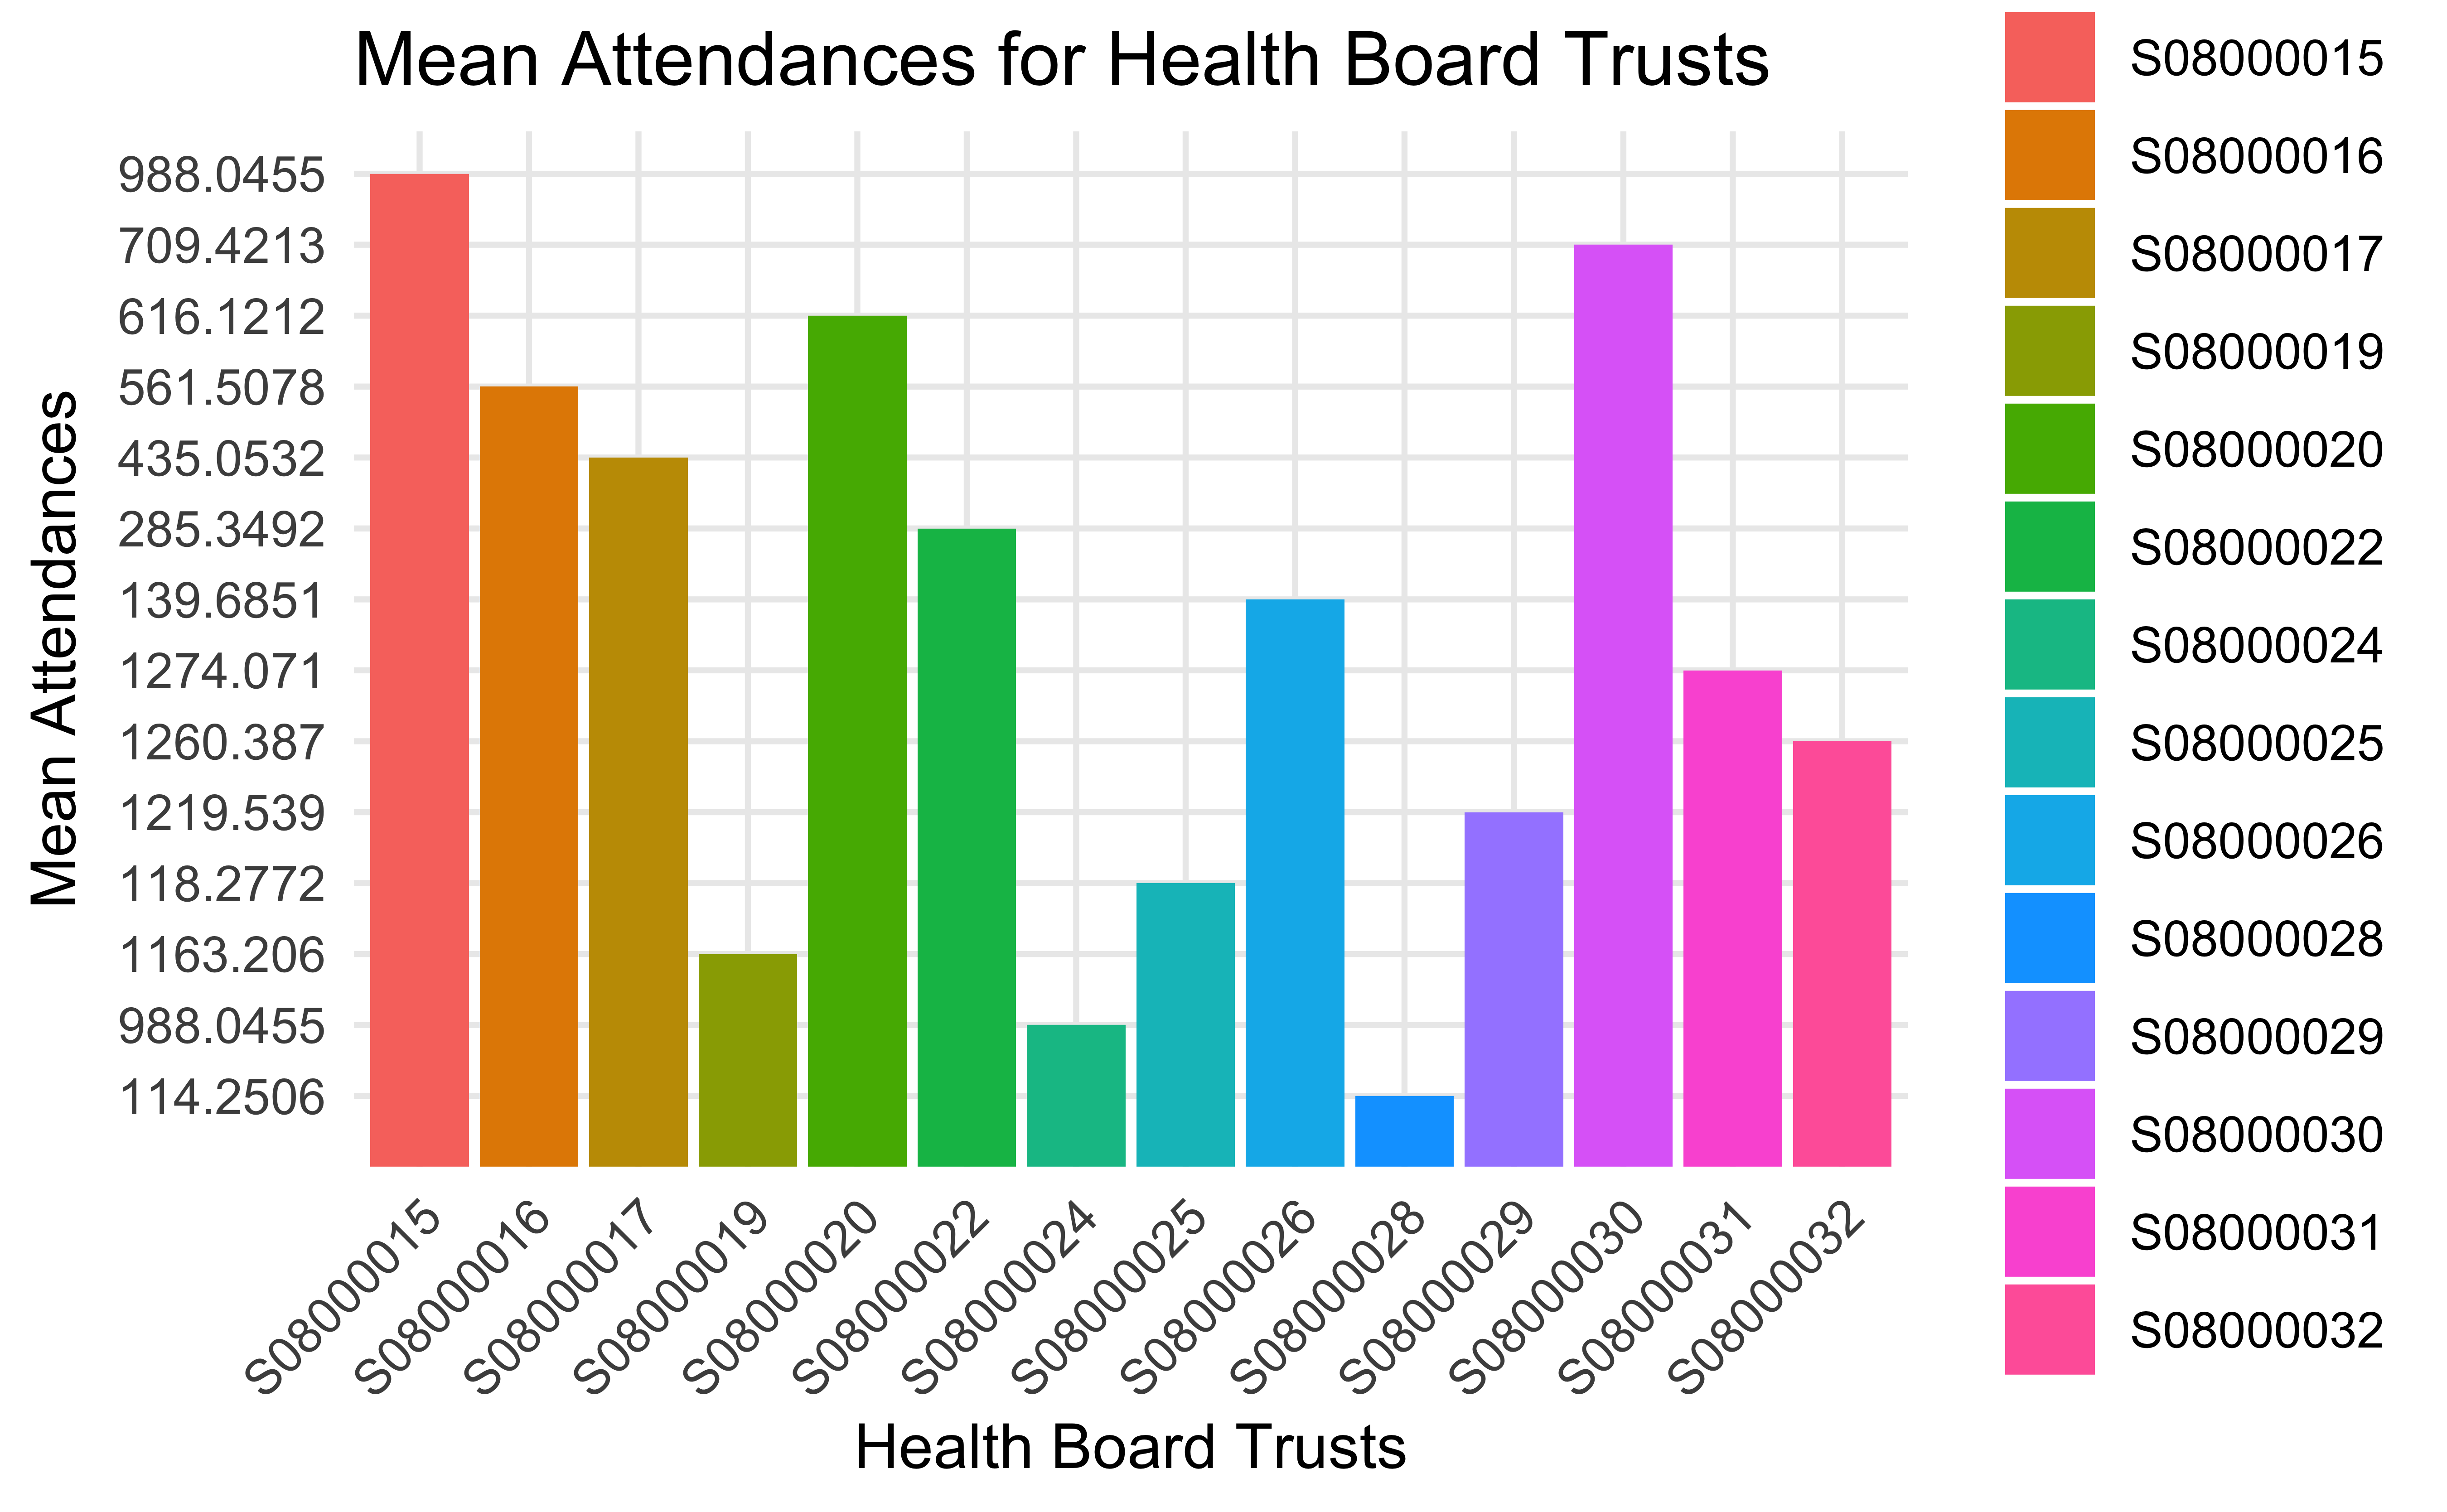 Mean Attendances for Health Board Trusts
Mean Attendances
988.0455
709.4213
616.1212
561.5078
435.0532
285.3492
139.6851
1274.071
1260.387
1219.539
118.2772
1163.206
988.0455
114.2506
S08000015
S08000016
S08000017
S08000019
S08000020
S08000022
S08000024
S08000025
S08000026
S08000028
S08000029
S08000030
S08000031
S08000032
Health Board Trusts
S08000015
S08000016
S08000017
S08000019
S08000020
S08000022
S08000024
S08000025
S08000026
S08000028
S08000029
S08000030
S08000031
S08000032